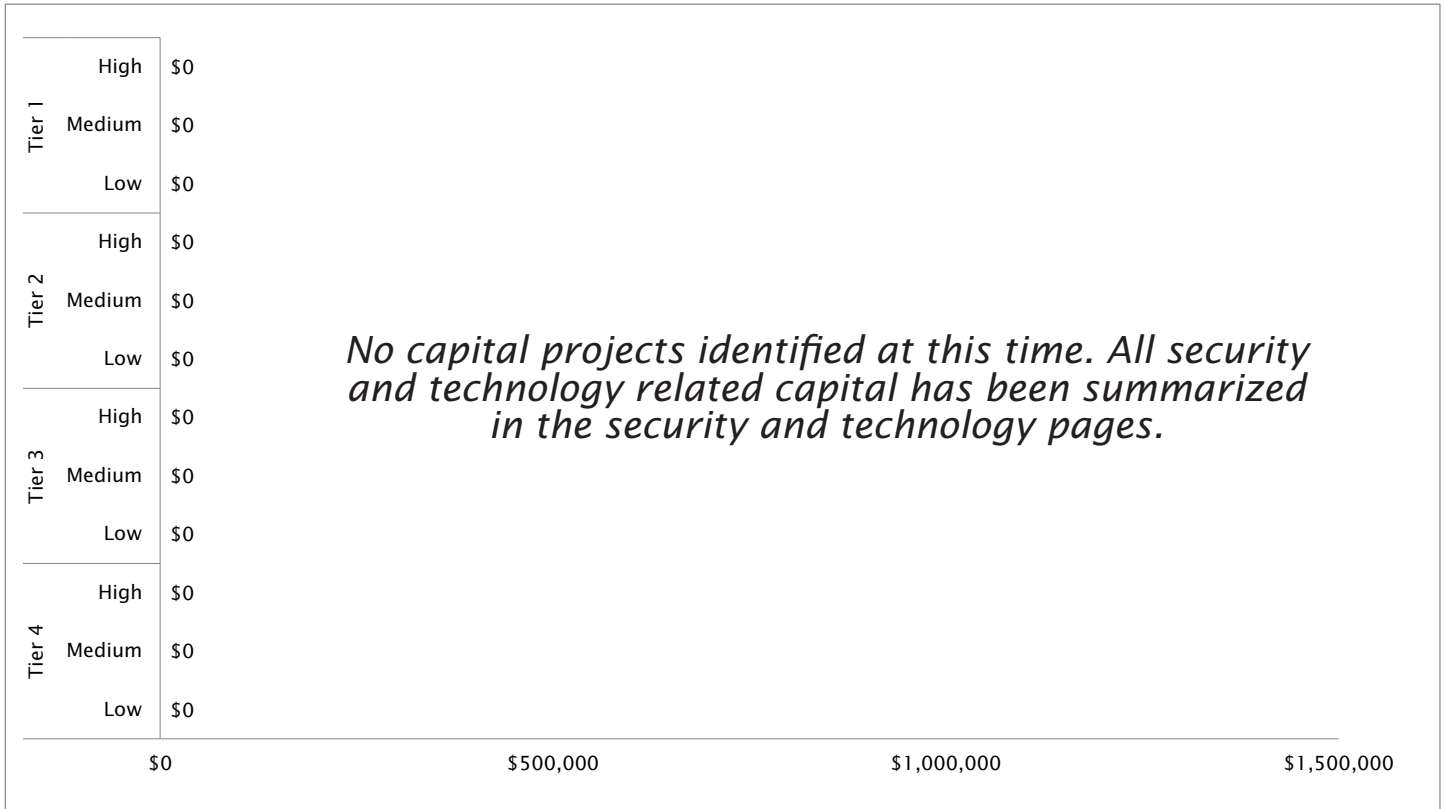 Tier 1
High $0
Medium $0
Low $0
Tier 2
High $0
Medium $0
Low $0
Tier 3
High $0
Medium $0
Low $0
Tier 4
High $0
Medium $0
Low $0
No capital projects identified at this time. All security
and technology related capital has been summarized
in the security and technology pages.
$0 $500,000 $1,000,000 $1,500,000